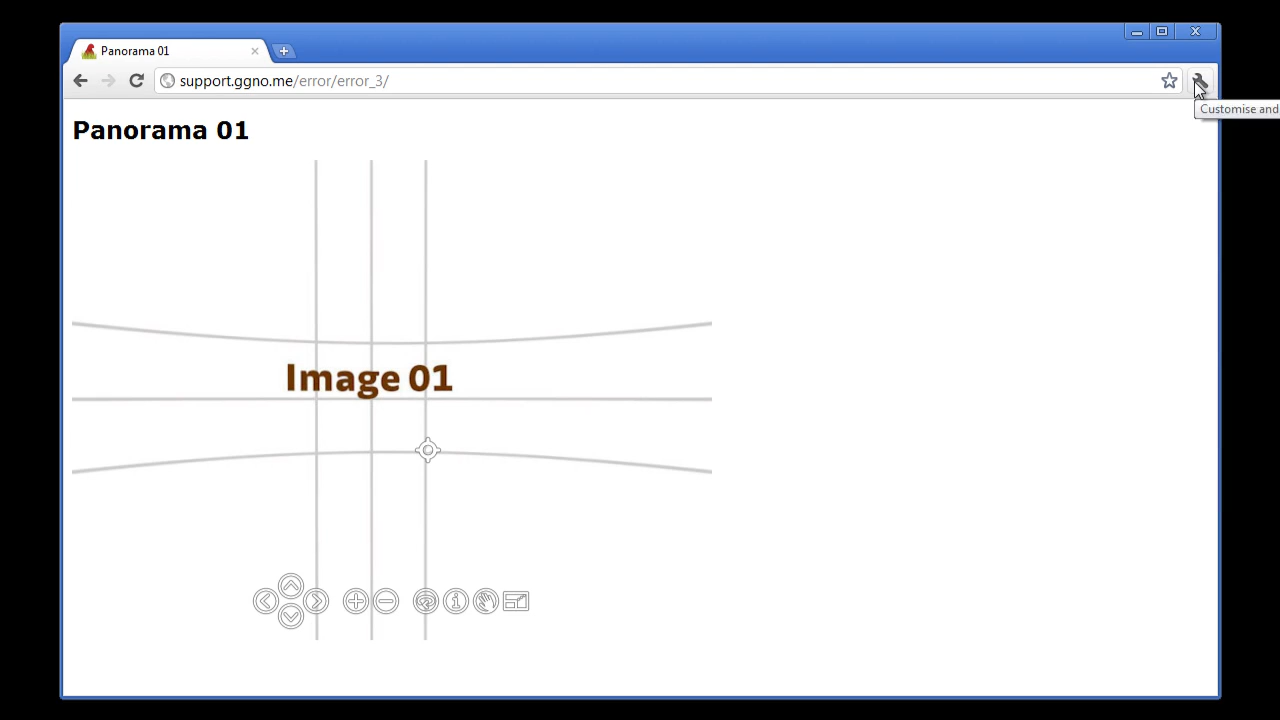 Panorama 01
support.ggno.me/error/error_3/
Customise and
Panorama 01
Image 01